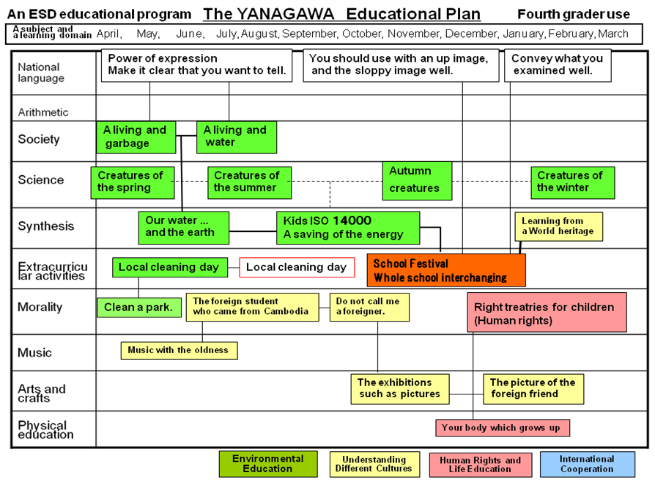 An ESD educational program The YANAGAWA Educational Plan Fourth grader use
A subject and
a learning domain
April, May, June, July, August, September, October, November, December, January, February, March
National
language
Power of expression
Make it clear that you want to tell.
You should use with an up image,
and the sloppy image well.
Convey what you
examined well.
Arithmetic
Society
A living and
garbage
A living and
water
Science
Creatures of
the spring
Creatures of
the summer
Autumn
creatures
Creatures of
the winter
Synthesis
Our water ...
and the earth
Kids ISO 14000
A saving of the energy
Learning from
a World heritage
Extracurricu
lar activities
Local cleaning day
Local cleaning day
School Festival
Whole school interchanging
Morality
Clean a park.
The foreign student
who came from Cambodia
Do not call me
a foreigner.
Right treatries for children
(Human rights)
Music
Music with the oldness
Arts and
crafts
The exhibitions
such as pictures
The picture of the
foreign friend
Physical
education
Your body which grows up
Environmental
Education
Understanding
Different Cultures
Human Rights and
Life Education
International
Cooperation